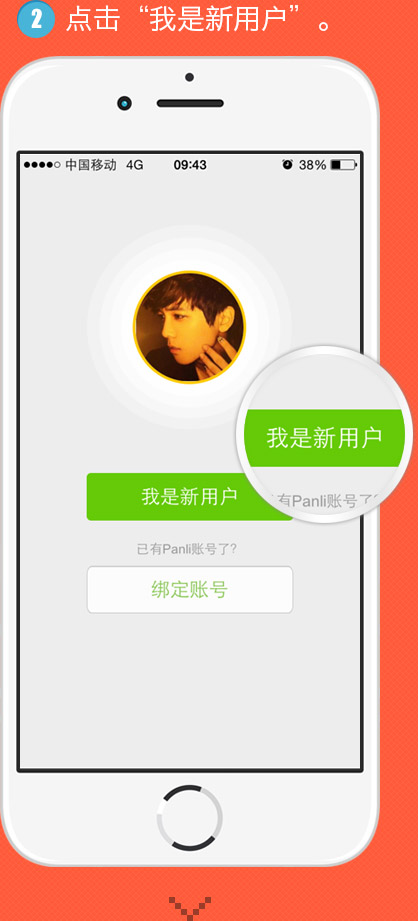 2 点击“我是新用户”。
中国移动 4G 09:43 38%
我是新用户
我是新用户
已有Panli账号了?
已有Panli账号了?
绑定账号